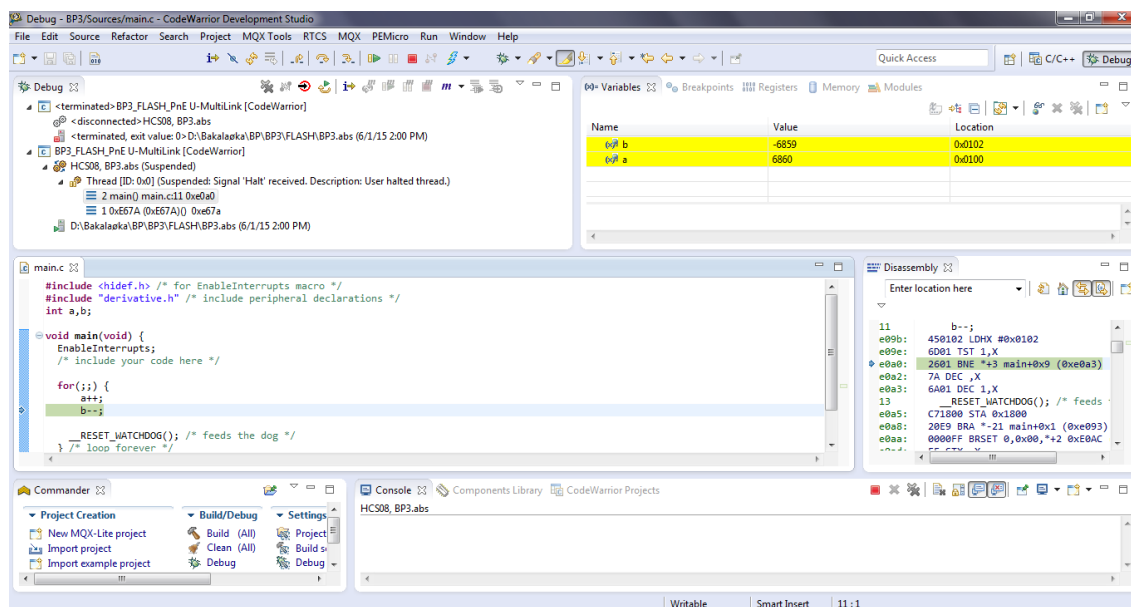 Debug - BP3/Sources/main.c - CodeWarrior Development Studio
File Edit Source Refactor Search Project MQX Tools RTCS MQX PEMicro Run Window Help
Quick Access C/C++ Debug
Debug
<terminated>BP3_FLASH_PnE U-MultiLink [CodeWarrior]
<disconnected>HCS08, BP3.abs
<terminated, exit value: 0>D:\Bakalaøka\BP\BP3\FLASH\BP3.abs (6/1/15 2:00 PM)
BP3_FLASH_PnE U-MultiLink [CodeWarrior]
HCS08, BP3.abs (Suspended)
Thread [ID: 0x0] (Suspended: Signal 'Halt' received. Description: User halted thread.)
2 main() main.c:11 0xe0a0
1 0xE67A (0xE67A)() 0xe67a
D:\Bakalaøka\BP\BP3\FLASH\BP3.abs (6/1/15 2:00 PM)
Variables Breakpoints Registers Memory Modules
Name Value Location
b -6859 0x0102
a 6860 0x0100
main.c
#include <hidef.h> /* for EnableInterrupts macro */
#include "derivative.h" /* include peripheral declarations */
int a,b;
void main(void) {
EnableInterrupts;
/* include your code here */
for(;;) {
a++;
b--;
__RESET_WATCHDOG(); /* feeds the dog */
} /* loop forever */
Disassembly
Enter location here
11 b--;
e09b: 450102 LDHX #0x0102
e09e: 6D01 TST 1,X
e0a0: 2601 BNE *+3 main+0x9 (0xe0a3)
e0a2: 7A DEC ,X
e0a3: 6A01 DEC 1,X
13 __RESET_WATCHDOG(); /* feeds
e0a5: C71800 STA 0x1800
e0a8: 20E9 BRA *-21 main+0x1 (0xe093)
e0aa: 0000FF BRSET 0,0x00,*+2 0xE0AC
Commander
Project Creation
New MQX-Lite project
Import project
Import example project
Build/Debug
Build (All)
Clean (All)
Debug
Settings
Project
Build s
Debug
Console Components Library CodeWarrior Projects
HCS08, BP3.abs
Writable Smart Insert 11 : 1